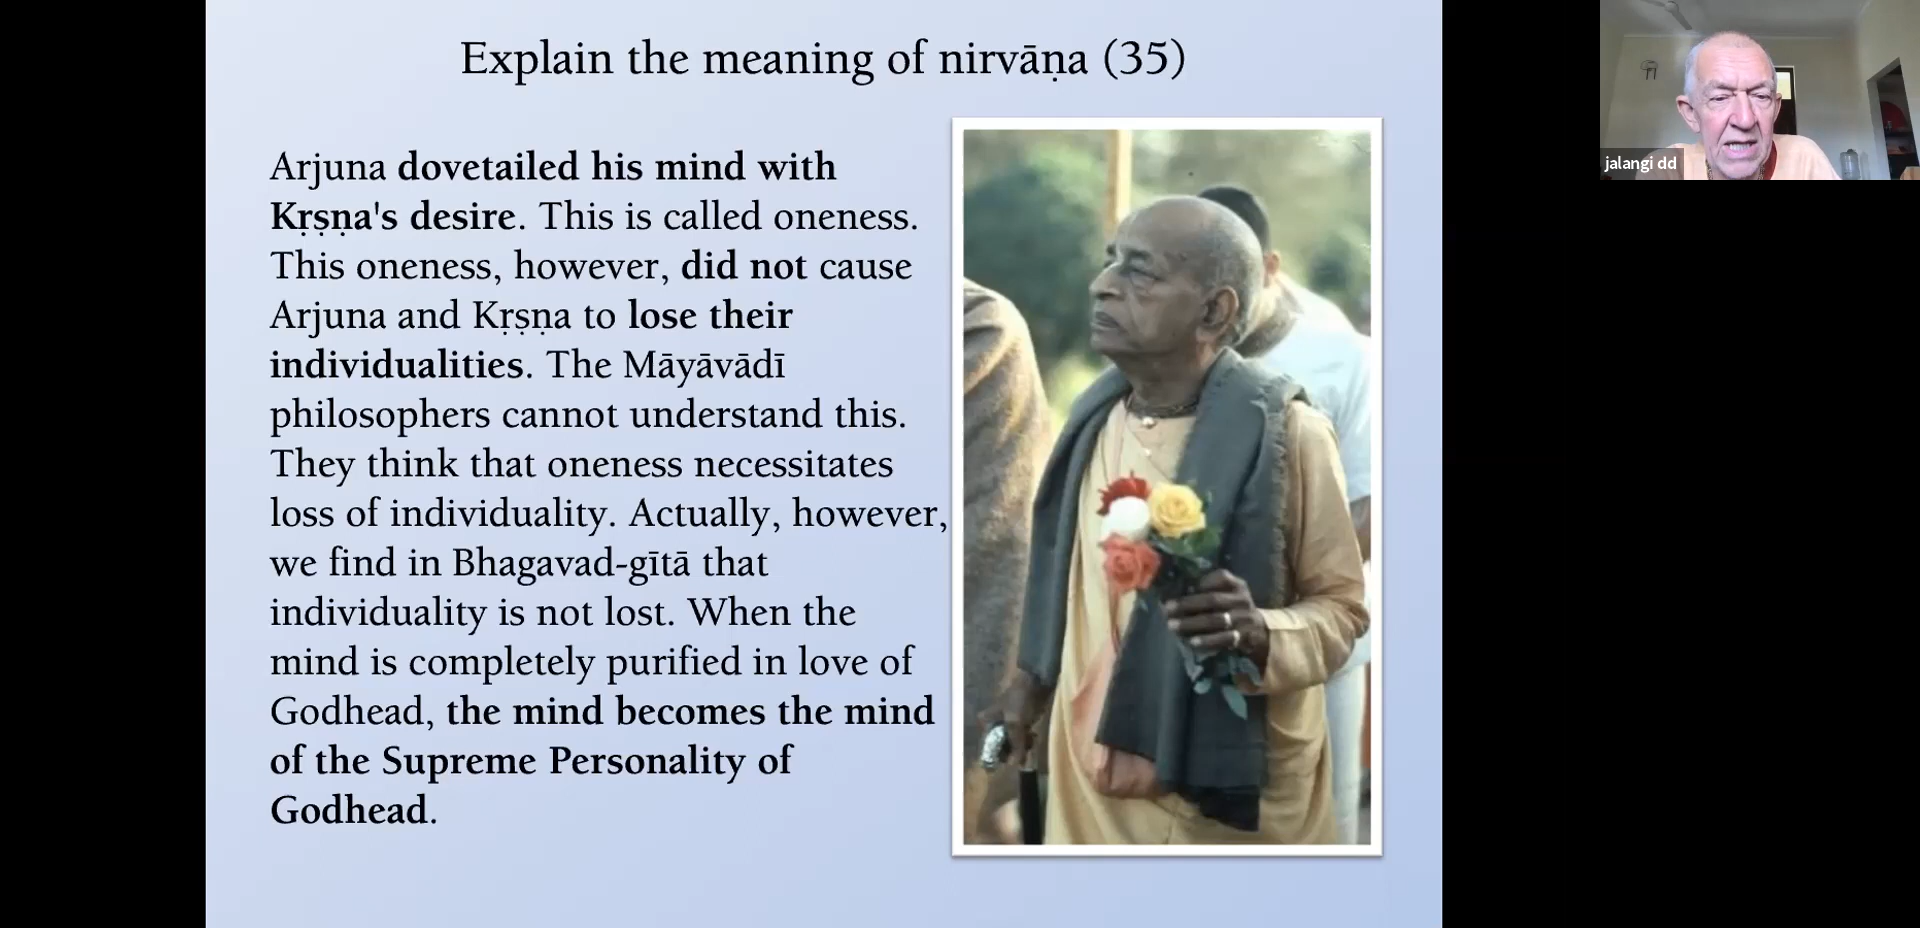 Explain the meaning of nirvāṇa (35)
Arjuna dovetailed his mind with
Kṛṣṇa's desire. This is called oneness.
This oneness, however, did not cause
Arjuna and Kṛṣṇa to lose their
individualities. The Māyāvādī
philosophers cannot understand this.
They think that oneness necessitates
loss of individuality. Actually, however,
we find in Bhagavad-gītā that
individuality is not lost. When the
mind is completely purified in love of
Godhead, the mind becomes the mind
of the Supreme Personality of
Godhead.
jalangi dd